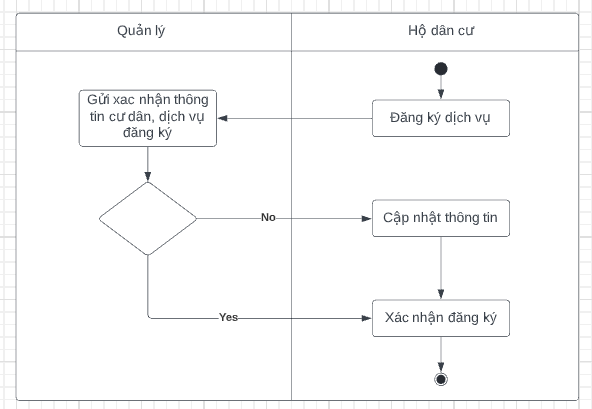 Quản lý
Hộ dân cư
Gửi xac nhận thông
tin cư dân, dịch vụ
đăng ký
Đăng ký dịch vụ
No
Cập nhật thông tin
Yes
Xác nhận đăng ký